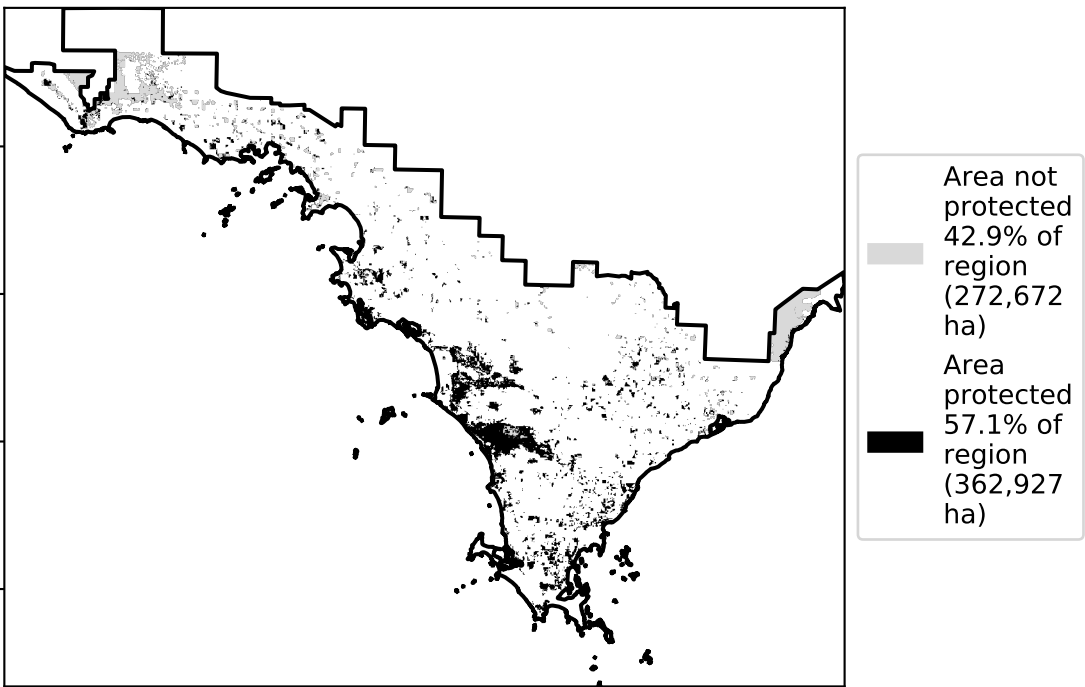 Area not
protected
42.9% of
region
(272,672
ha)
Area
protected
57.1% of
region
(362,927
ha)